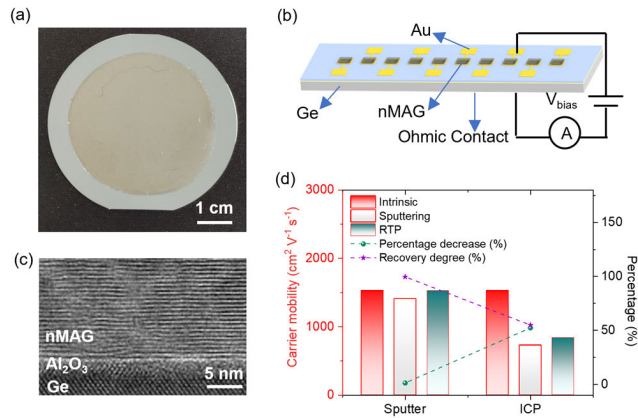 (a)
1 cm
(b)
Au
Ge
nMAG
Ohmic Contact
V_bias
A
(c)
nMAG
Al₂O₃
Ge
5 nm
(d)
Carrier mobility (cm² V⁻¹ s⁻¹)
3000
2000
1000
0
Intrinsic
Sputtering
RTP
Percentage decrease (%)
Recovery degree (%)
150
100
50
0
Percentage (%)
Sputter
ICP